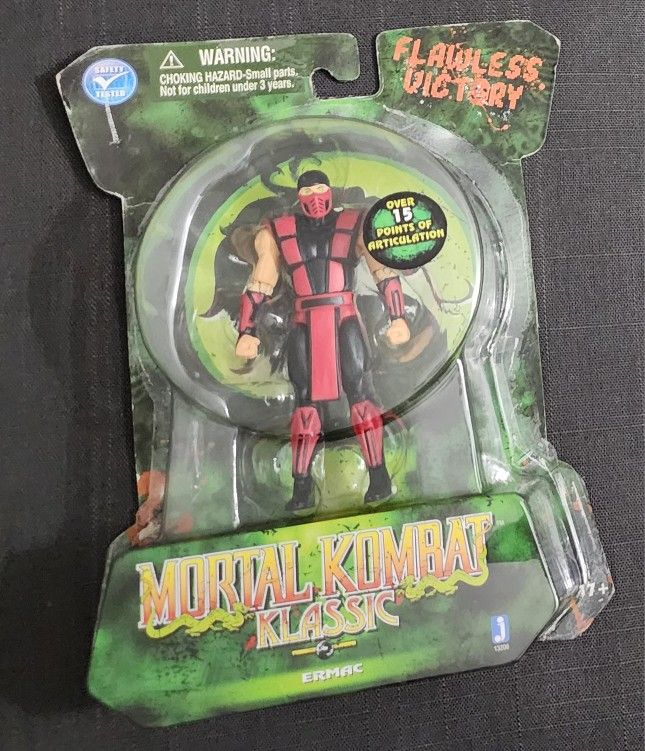 SAFETY
TESTED
WARNING:
CHOKING HAZARD-Small parts.
Not for children under 3 years.
FLAWLESS
VICTORY
OVER
15
POINTS OF
ARTICULATION
MORTAL KOMBAT
KLASSIC
ERMAC
17+
J